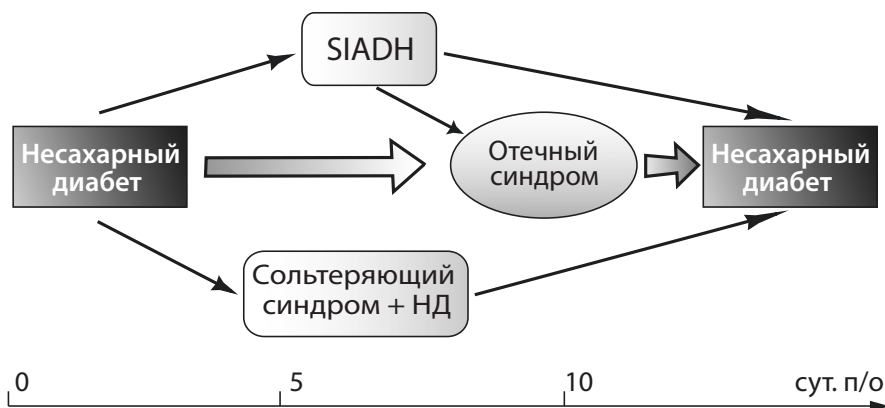 SIADH
Несахарный
диабет
Отечный
синдром
Несахарный
диабет
Сольтеряющий
синдром + НД
0
5
10
сут. п/о